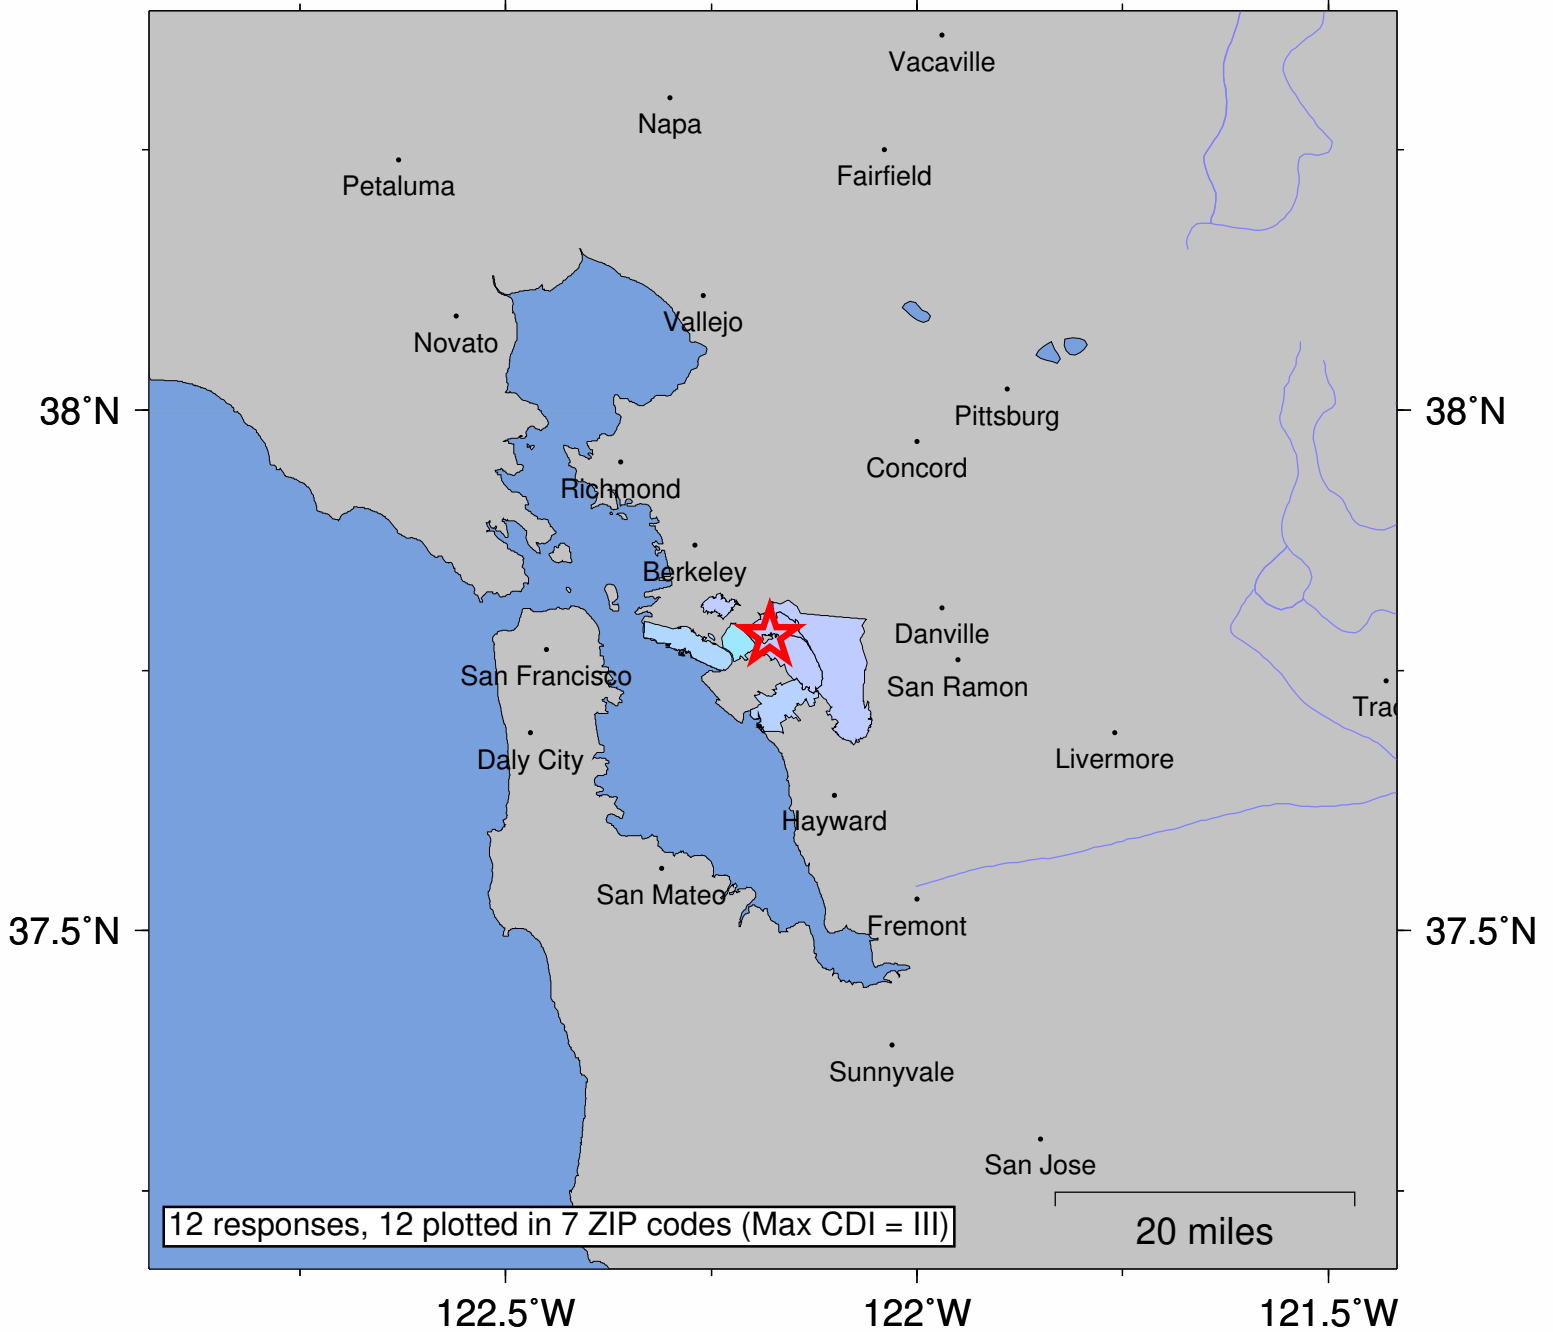 Vacaville
Napa
Fairfield
Petaluma
Vallejo
Novato
38˚N
38˚N
Pittsburg
Concord
Richmond
Berkeley
Danville
San Francisco
San Ramon
Trac
Daly City
Livermore
Hayward
San Mateo
Fremont
37.5˚N
37.5˚N
Sunnyvale
San Jose
12 responses, 12 plotted in 7 ZIP codes (Max CDI = III)
20 miles
122.5˚W
122˚W
121.5˚W